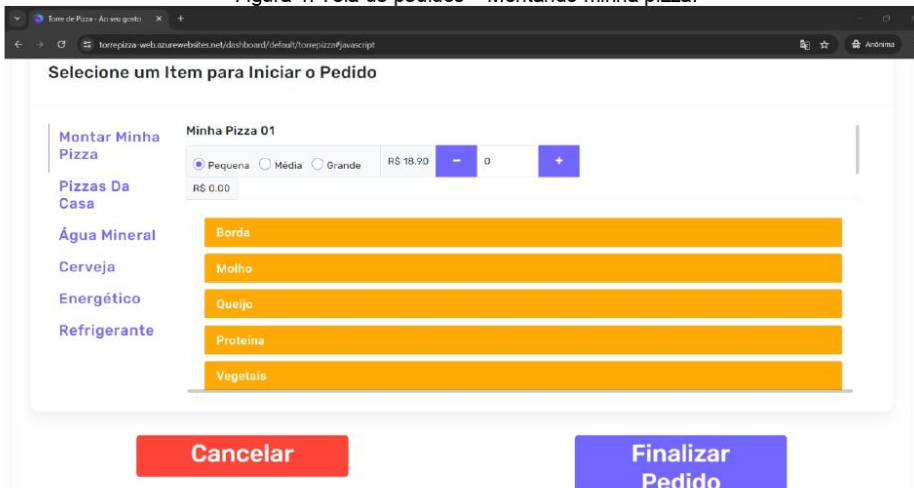 Figura 4. Tela de pedidos – Montando minha pizza.
Torre de Pizza - Ao seu gosto
torrepizza-web.azurewebsites.net/dashboard/default/torrepizza#javascript
Anônima
Selecione um Item para Iniciar o Pedido
Montar Minha
Pizza
Pizzas Da
Casa
Água Mineral
Cerveja
Energético
Refrigerante
Minha Pizza 01
Pequena Média Grande R$ 18.90 - 0 +
R$ 0.00
Borda
Molho
Queijo
Proteína
Vegetais
Cancelar
Finalizar
Pedido